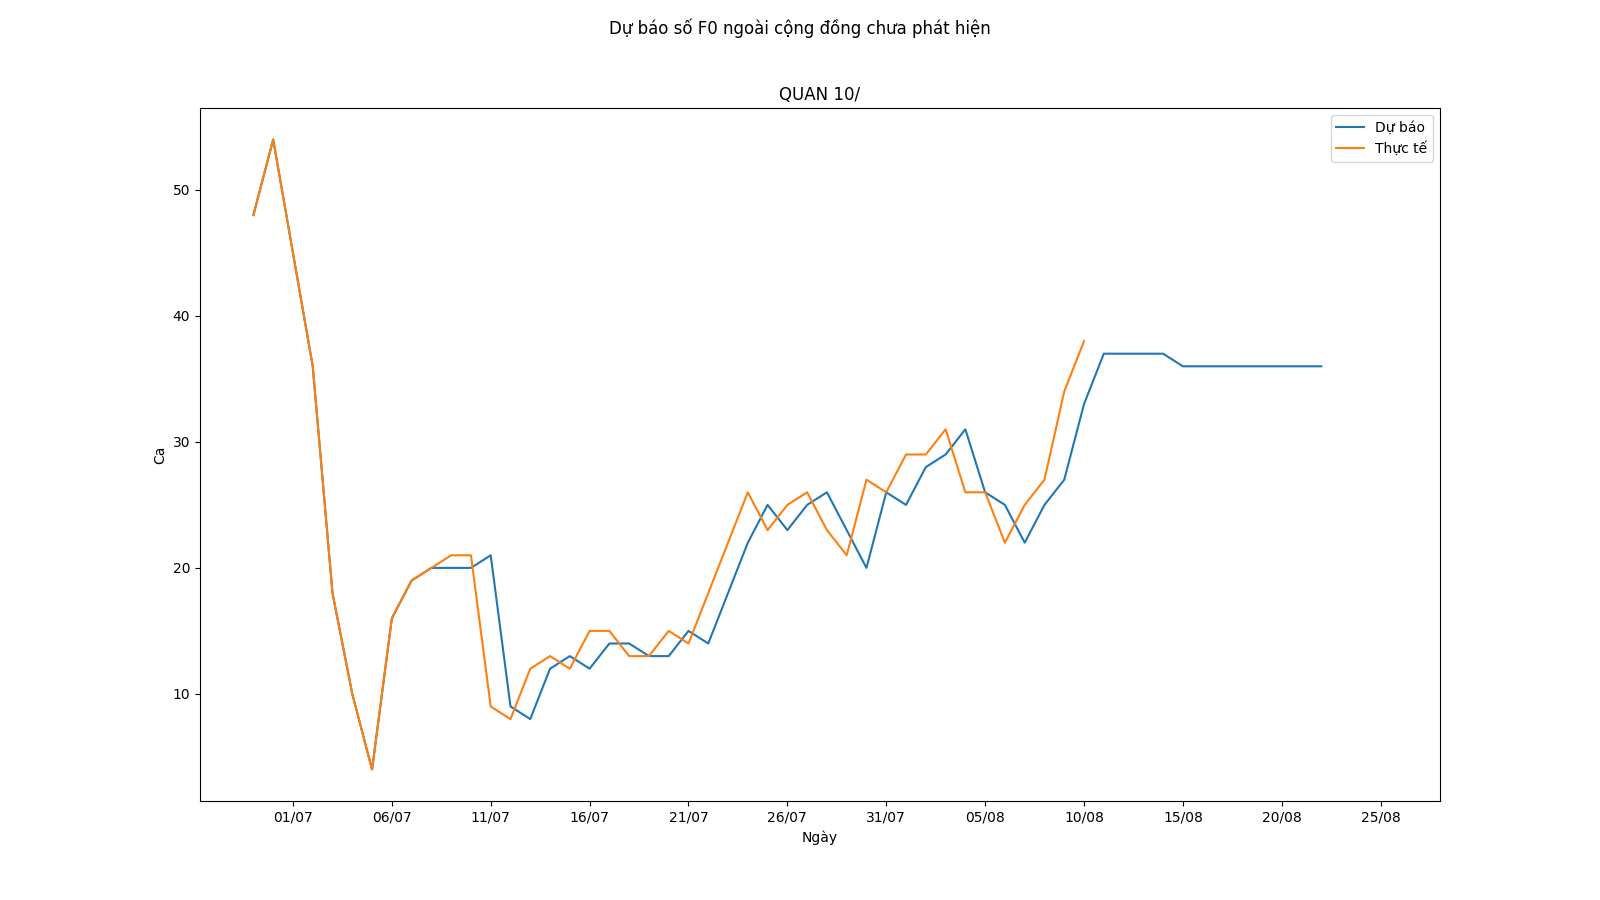 Dự báo số F0 ngoài cộng đồng chưa phát hiện
QUAN 10/
Dự báo
Thực tế
50
40
30
20
10
Ca
01/07 06/07 11/07 16/07 21/07 26/07 31/07 05/08 10/08 15/08 20/08 25/08
Ngày